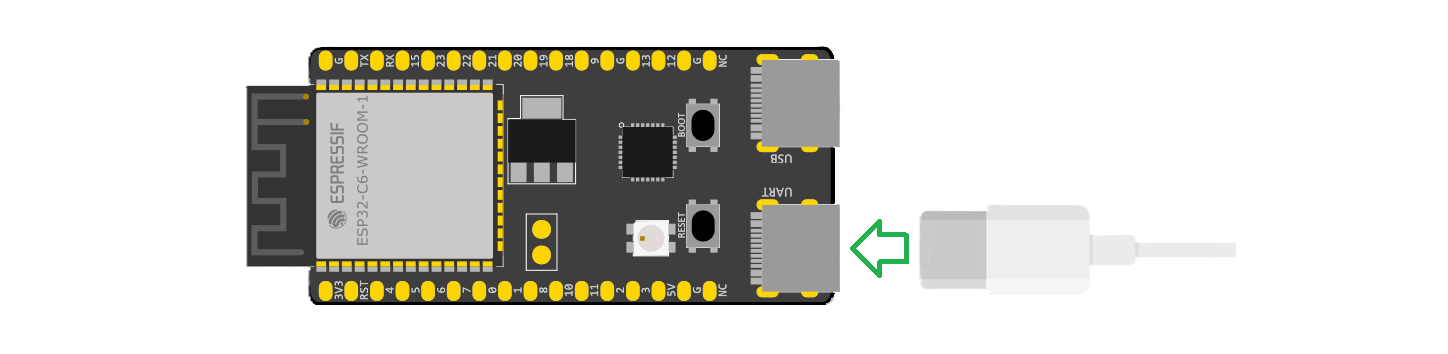 G
TX
RX
15
23
22
21
20
19
18
9
G
13
12
G
NC
ESPRESSIF
ESP32-C6-WROOM-1
BOOT
USB
UART
RESET
3V3
RST
4
5
6
7
0
1
8
10
11
2
3
5V
G
NC